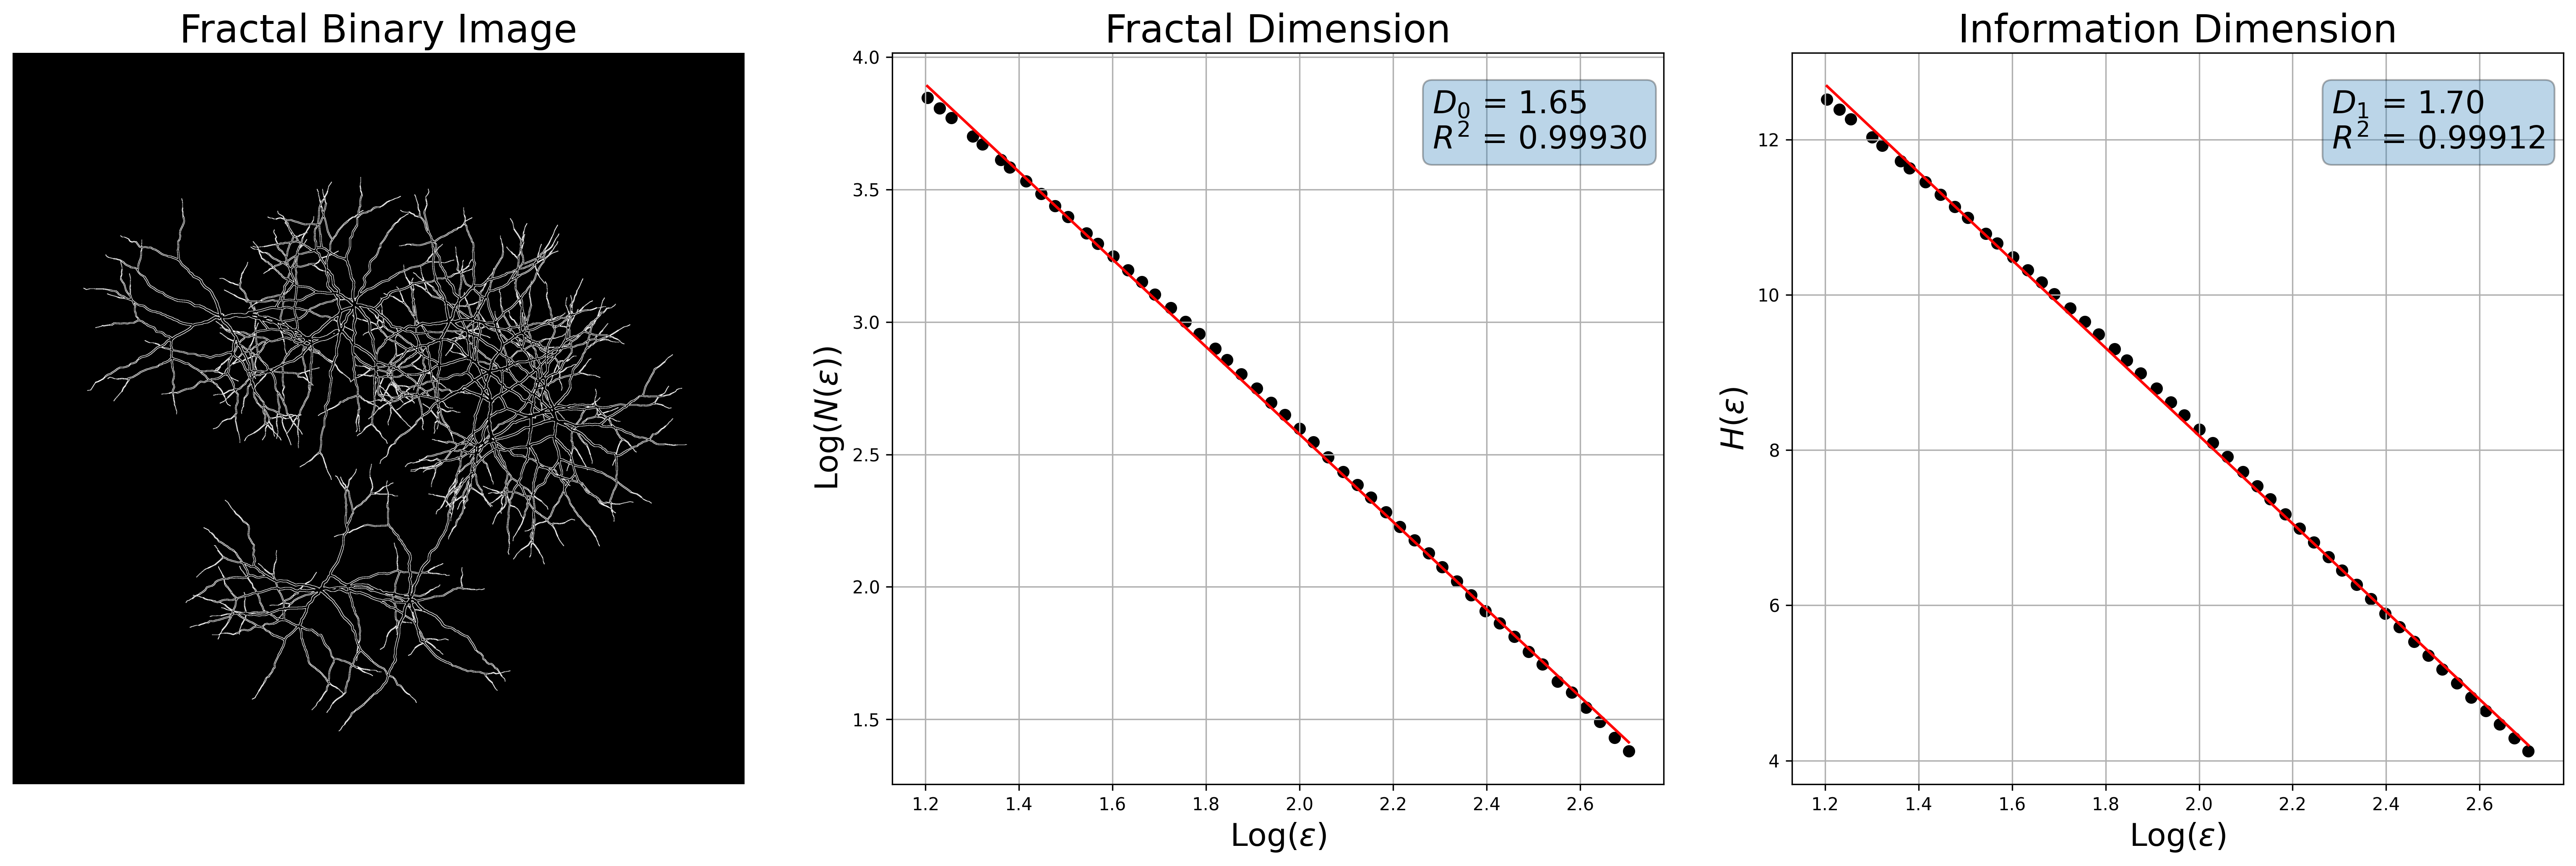 Fractal Binary Image
Fractal Dimension
4.0
3.5
3.0
2.5
2.0
1.5
Log(N(ε))
D₀ = 1.65
R² = 0.99930
1.2 1.4 1.6 1.8 2.0 2.2 2.4 2.6
Log(ε)
Information Dimension
12
10
8
6
4
H(ε)
D₁ = 1.70
R² = 0.99912
1.2 1.4 1.6 1.8 2.0 2.2 2.4 2.6
Log(ε)